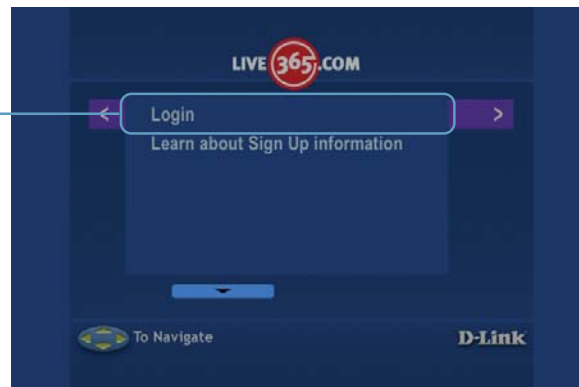 LIVE 365.COM
< Login >
Learn about Sign Up information
To Navigate
D-Link